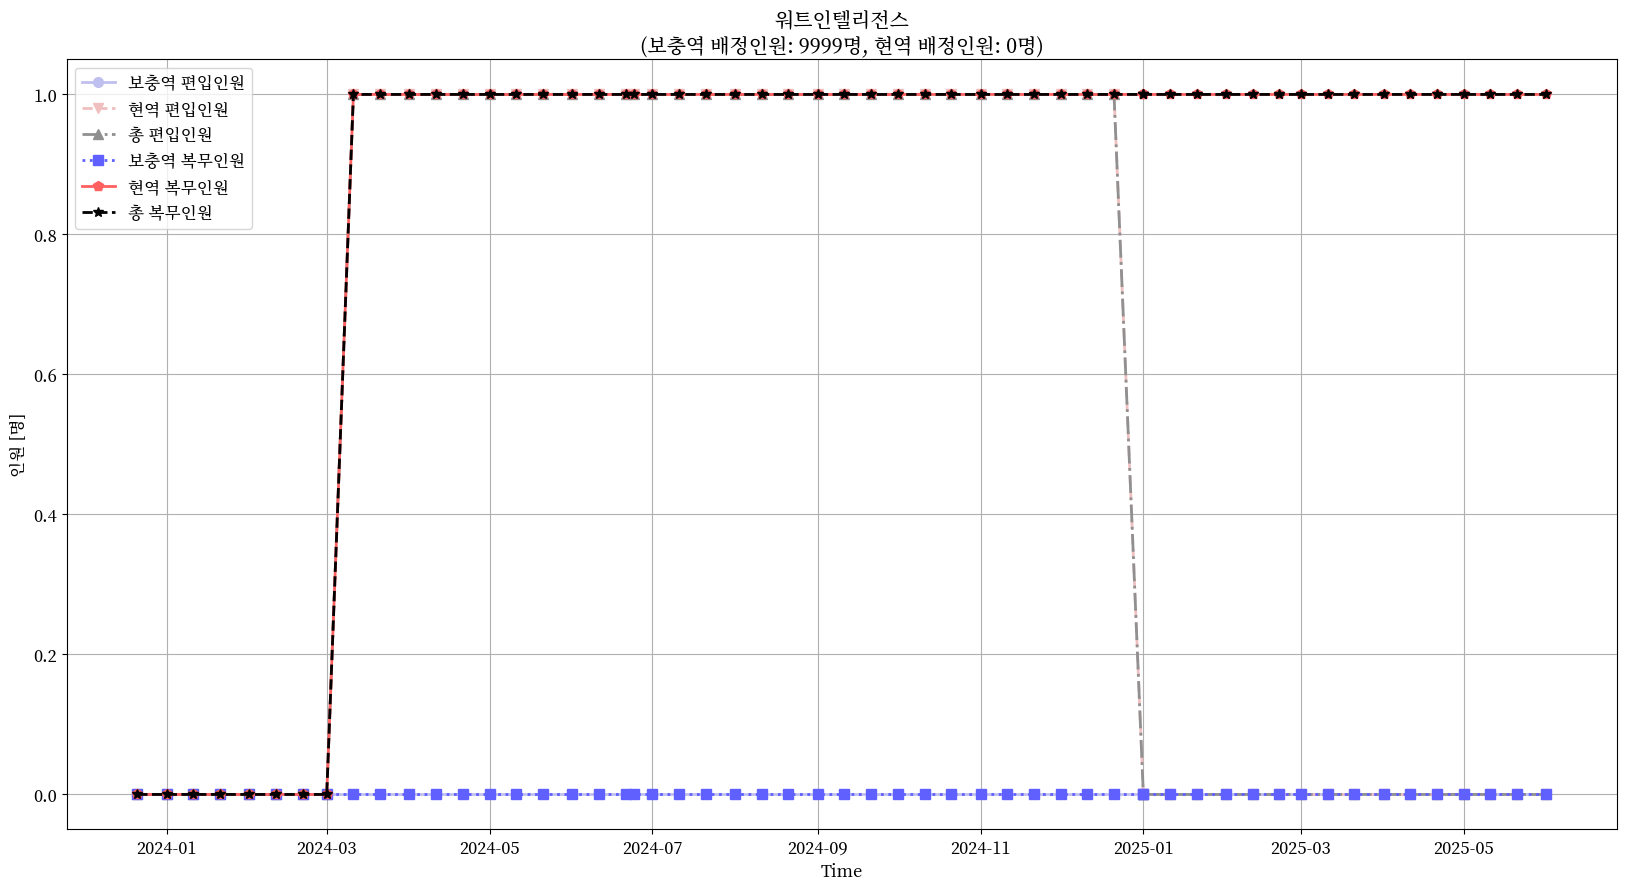 워트인텔리전스
(보충역 배정인원: 9999명, 현역 배정인원: 0명)
보충역 편입인원
현역 편입인원
총 편입인원
보충역 복무인원
현역 복무인원
총 복무인원
1.0
0.8
0.6
0.4
0.2
0.0
인원 [명]
2024-01 2024-03 2024-05 2024-07 2024-09 2024-11 2025-01 2025-03 2025-05
Time